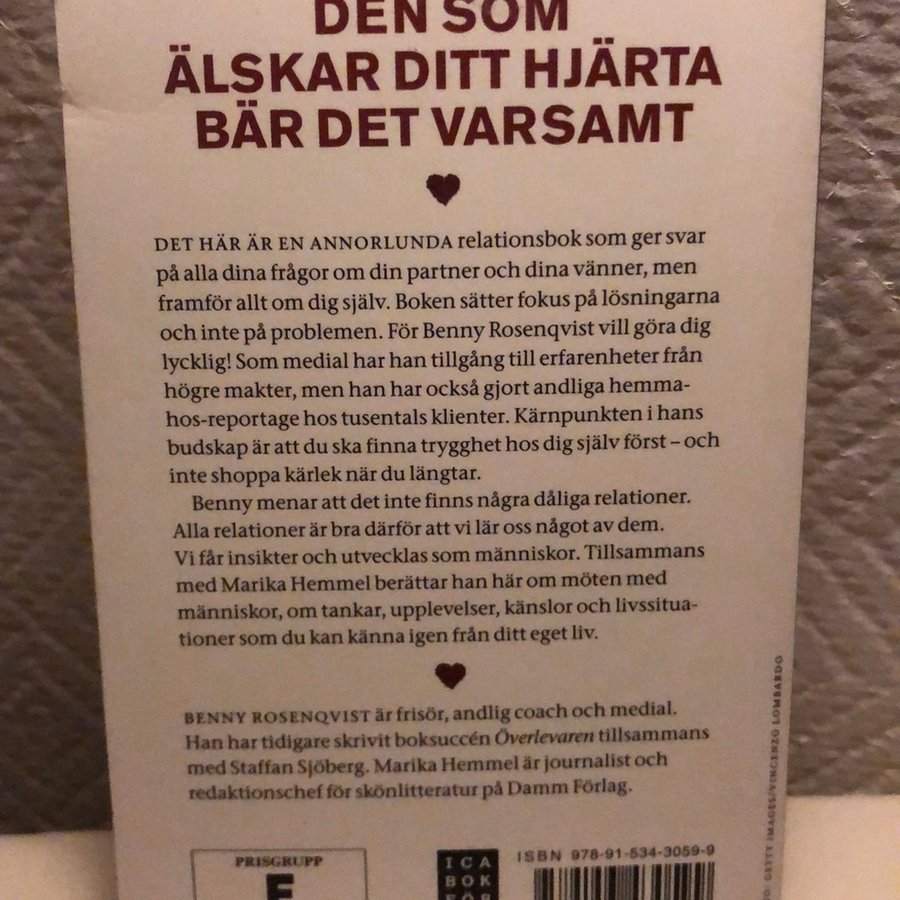 DEN SOM
ÄLSKAR DITT HJÄRTA
BÄR DET VARSAMT
DET HÄR ÄR EN ANNORLUNDA relationsbok som ger svar
på alla dina frågor om din partner och dina vänner, men
framför allt om dig själv. Boken sätter fokus på lösningarna
och inte på problemen. För Benny Rosenqvist vill göra dig
lycklig! Som medial har han tillgång till erfarenheter från
högre makter, men han har också gjort andliga hemma-
hos-reportage hos tusentals klienter. Kärnpunkten i hans
budskap är att du ska finna trygghet hos dig själv först – och
inte shoppa kärlek när du längtar.
Benny menar att det inte finns några dåliga relationer.
Alla relationer är bra därför att vi lär oss något av dem.
Vi får insikter och utvecklas som människor. Tillsammans
med Marika Hemmel berättar han här om möten med
människor, om tankar, upplevelser, känslor och livssitua-
tioner som du kan känna igen från ditt eget liv.
BENNY ROSENQVIST är frisör, andlig coach och medial.
Han har tidigare skrivit boksuccén Överlevaren tillsammans
med Staffan Sjöberg. Marika Hemmel är journalist och
redaktionschef för skönlitteratur på Damm Förlag.
PRISGRUPP
E
ICA
BOK
FÖR
ISBN 978-91-534-3059-9
GETTY IMAGES/VINCENZO LOMBARDO